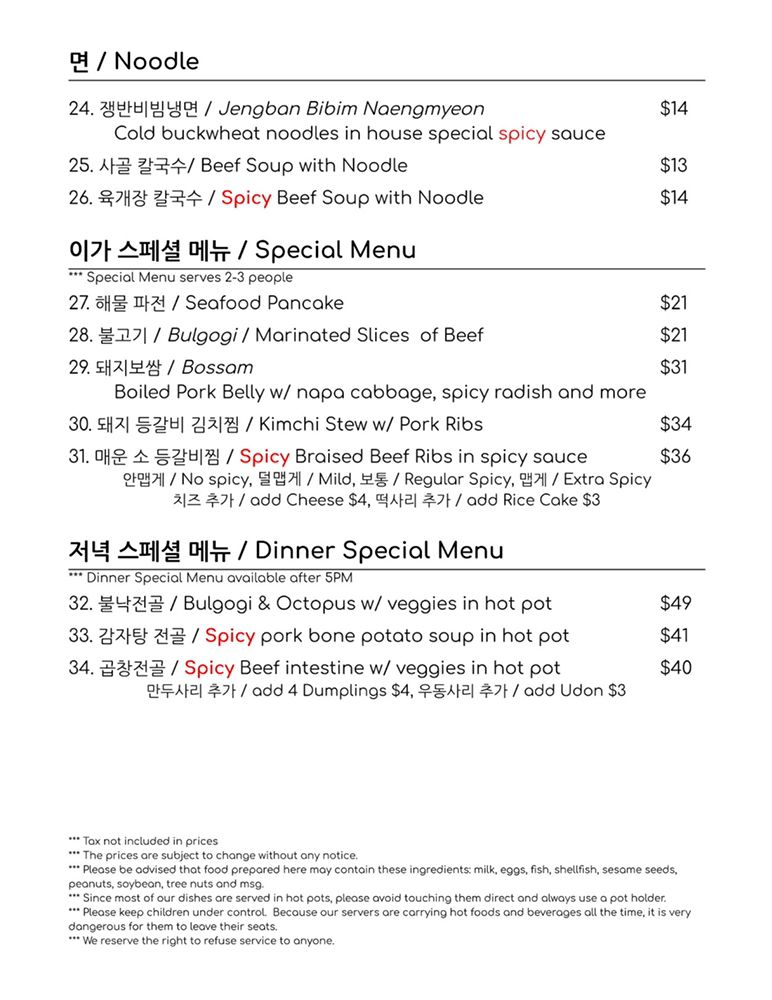 면 / Noodle
24. 쟁반비빔냉면 / Jengban Bibim Naengmyeon $14
Cold buckwheat noodles in house special spicy sauce
25. 사골 칼국수/ Beef Soup with Noodle $13
26. 육개장 칼국수 / Spicy Beef Soup with Noodle $14
이가 스페셜 메뉴 / Special Menu
*** Special Menu serves 2-3 people
27. 해물 파전 / Seafood Pancake $21
28. 불고기 / Bulgogi / Marinated Slices of Beef $21
29. 돼지보쌈 / Bossam $31
Boiled Pork Belly w/ napa cabbage, spicy radish and more
30. 돼지 등갈비 김치찜 / Kimchi Stew w/ Pork Ribs $34
31. 매운 소 등갈비찜 / Spicy Braised Beef Ribs in spicy sauce $36
안맵게 / No spicy, 덜맵게 / Mild, 보통 / Regular Spicy, 맵게 / Extra Spicy
치즈 추가 / add Cheese $4, 떡사리 추가 / add Rice Cake $3
저녁 스페셜 메뉴 / Dinner Special Menu
*** Dinner Special Menu available after 5PM
32. 불낙전골 / Bulgogi & Octopus w/ veggies in hot pot $49
33. 감자탕 전골 / Spicy pork bone potato soup in hot pot $41
34. 곱창전골 / Spicy Beef intestine w/ veggies in hot pot $40
만두사리 추가 / add 4 Dumplings $4, 우동사리 추가 / add Udon $3
*** Tax not included in prices
*** The prices are subject to change without any notice.
*** Please be advised that food prepared here may contain these ingredients: milk, eggs, fish, shellfish, sesame seeds,
peanuts, soybean, tree nuts and msg.
*** Since most of our dishes are served in hot pots, please avoid touching them direct and always use a pot holder.
*** Please keep children under control. Because our servers are carrying hot foods and beverages all the time, it is very
dangerous for them to leave their seats.
*** We reserve the right to refuse service to anyone.